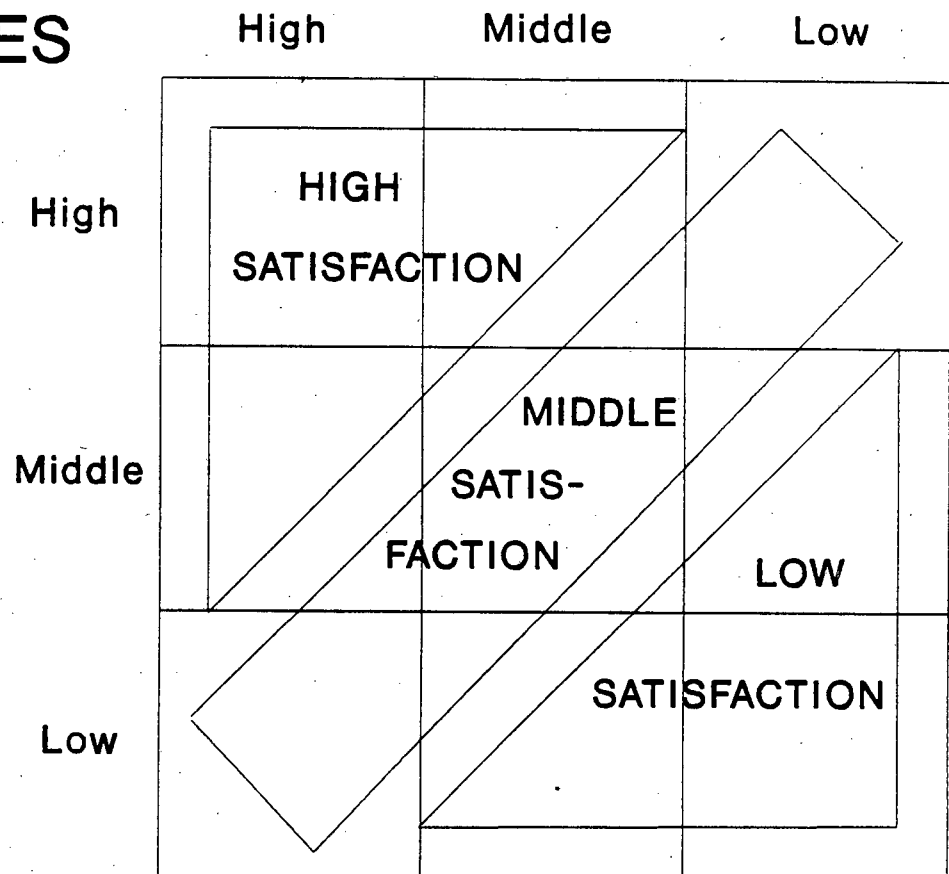 ES
High Middle Low
High
HIGH
SATISFACTION
Middle
MIDDLE
SATIS-
FACTION
LOW
Low
SATISFACTION